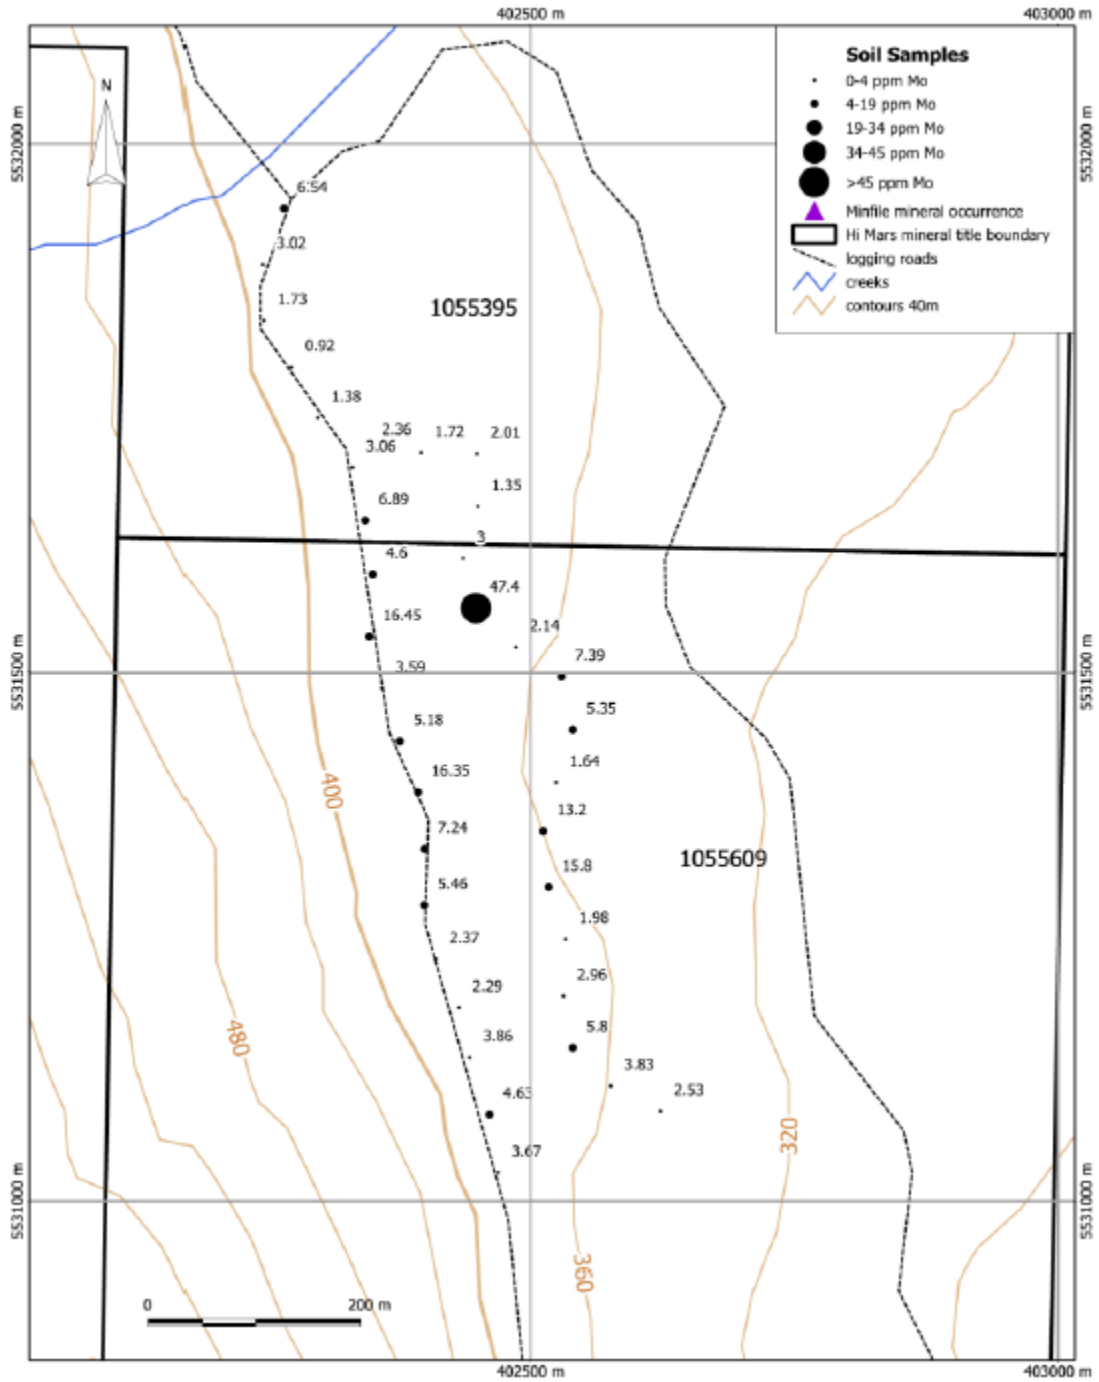 402500 m
403000 m
Soil Samples
0-4 ppm Mo
4-19 ppm Mo
19-34 ppm Mo
34-45 ppm Mo
>45 ppm Mo
Minfile mineral occurrence
Hi Mars mineral title boundary
logging roads
creeks
contours 40m
N
5532000 m
5532000 m
6.54
3.02
1.73
1055395
0.92
1.38
2.36
1.72
2.01
3.06
1.35
6.89
3
4.6
47.4
16.45
2.14
7.39
3.59
5531500 m
5531500 m
5.35
5.18
1.64
16.35
400
13.2
7.24
1055609
15.8
5.46
1.98
2.37
2.96
2.29
5.8
3.86
480
3.83
2.53
4.63
320
3.67
5531000 m
5531000 m
360
0
200 m
402500 m
403000 m